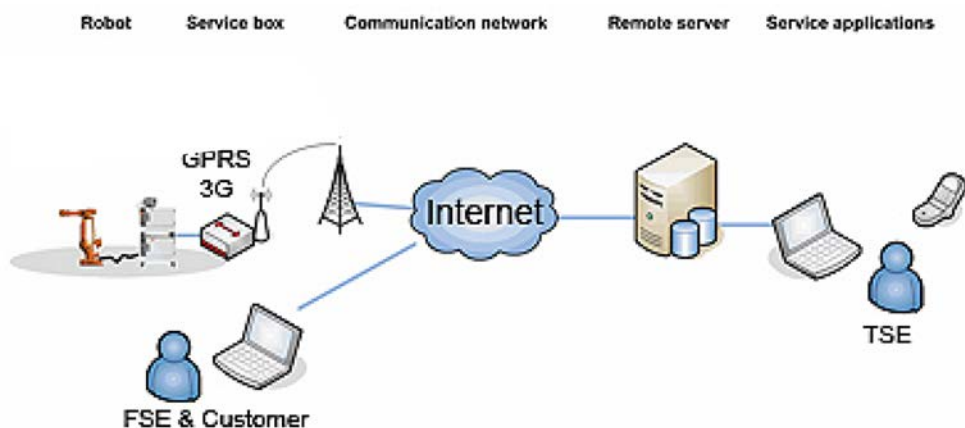 Robot Service box Communication network Remote server Service applications
GPRS
3G
Internet
TSE
FSE & Customer